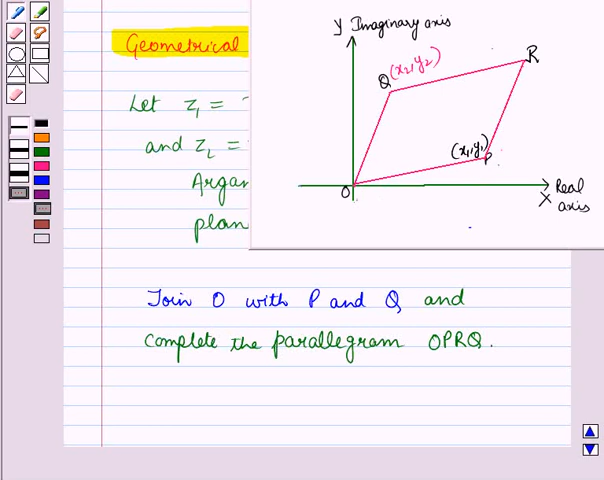 Geometrical
Let z₁ =
and z₂ =
Argan
plan
Y Imaginary axis
Q (x₂, y₂)
R
(x₁, y₁)
P
O
Real
X axis
Join O with P and Q and
complete the parallegram OPRQ.